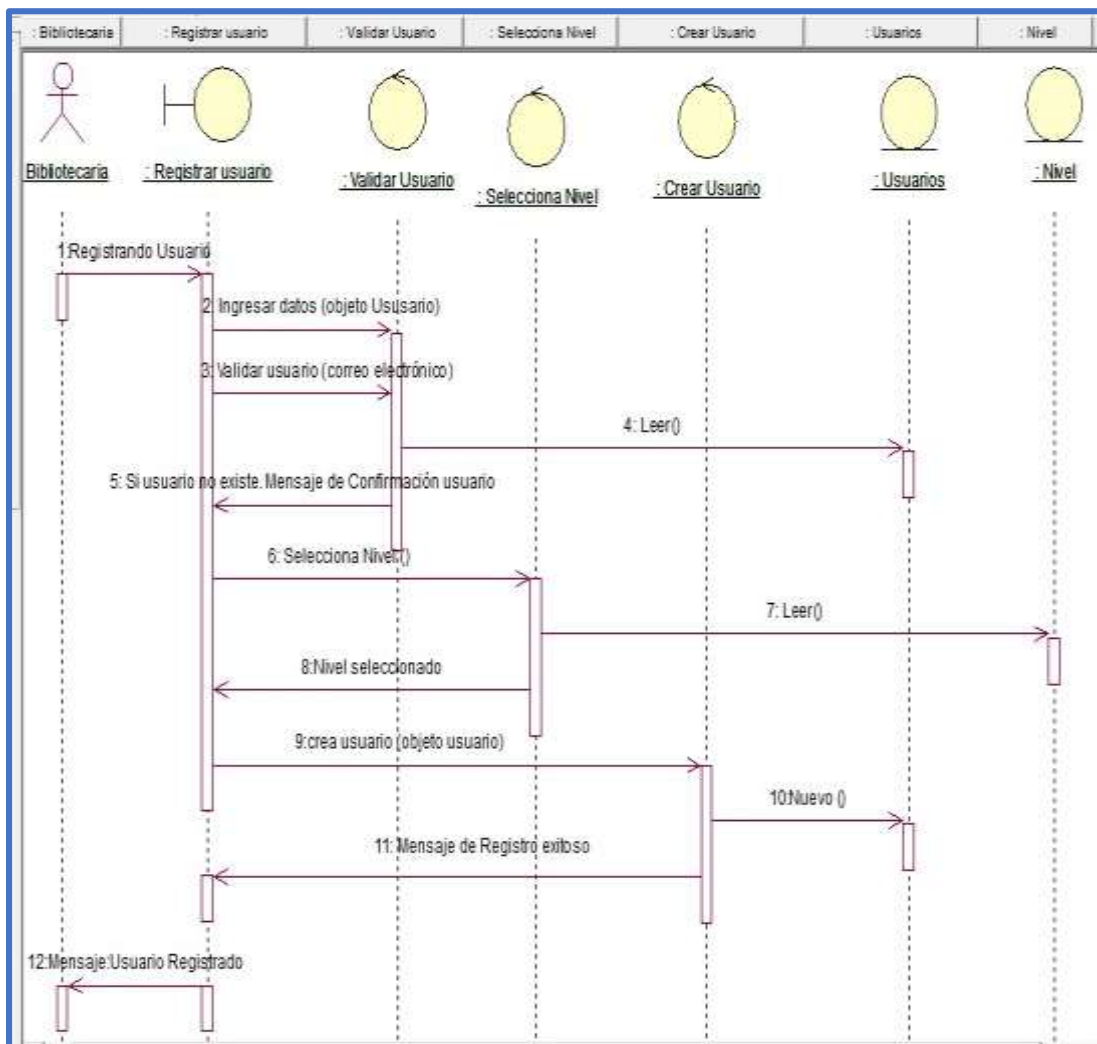 : Bibliotecaria
: Registrar usuario
: Validar Usuario
: Selecciona Nivel
: Crear Usuario
: Usuarios
: Nivel
Bibliotecaria
: Registrar usuario
: Validar Usuario
: Selecciona Nivel
: Crear Usuario
: Usuarios
: Nivel
1:Registrando Usuario
2: Ingresar datos (objeto Ususario)
3: Validar usuario (correo electrónico)
4: Leer()
5: Si usuario no existe. Mensaje de Confirmación usuario
6: Selecciona Nivel ()
7: Leer()
8:Nivel seleccionado
9:crea usuario (objeto usuario)
10:Nuevo ()
11: Mensaje de Registro exitoso
12:Mensaje:Usuario Registrado